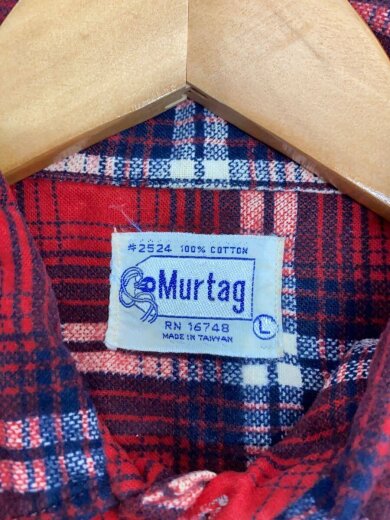 #2524 100% COTTON
Murtag
RN 16748
L
MADE IN TAIWAN